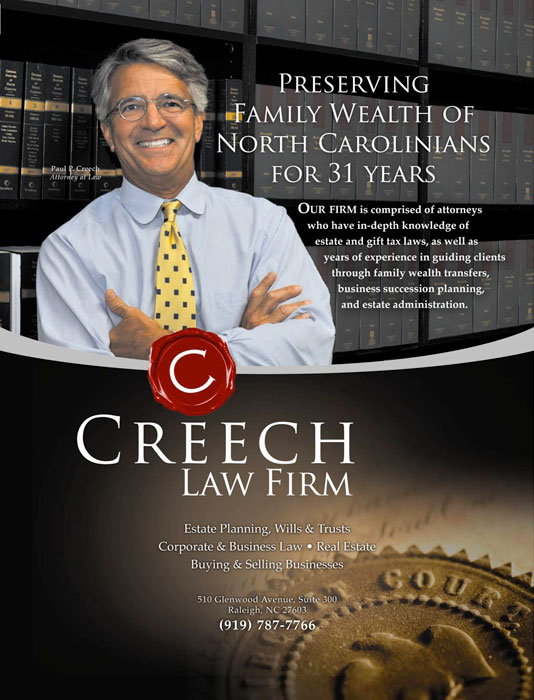 PRESERVING
FAMILY WEALTH OF
NORTH CAROLINIANS
FOR 31 YEARS
Paul P. Creech
Attorney at Law
OUR FIRM is comprised of attorneys
who have in-depth knowledge of
estate and gift tax laws, as well as
years of experience in guiding clients
through family wealth transfers,
business succession planning,
and estate administration.
C
CREECH
LAW FIRM
Estate Planning, Wills & Trusts
Corporate & Business Law • Real Estate
Buying & Selling Businesses
510 Glenwood Avenue, Suite 300
Raleigh, NC 27603
(919) 787-7766
COURT